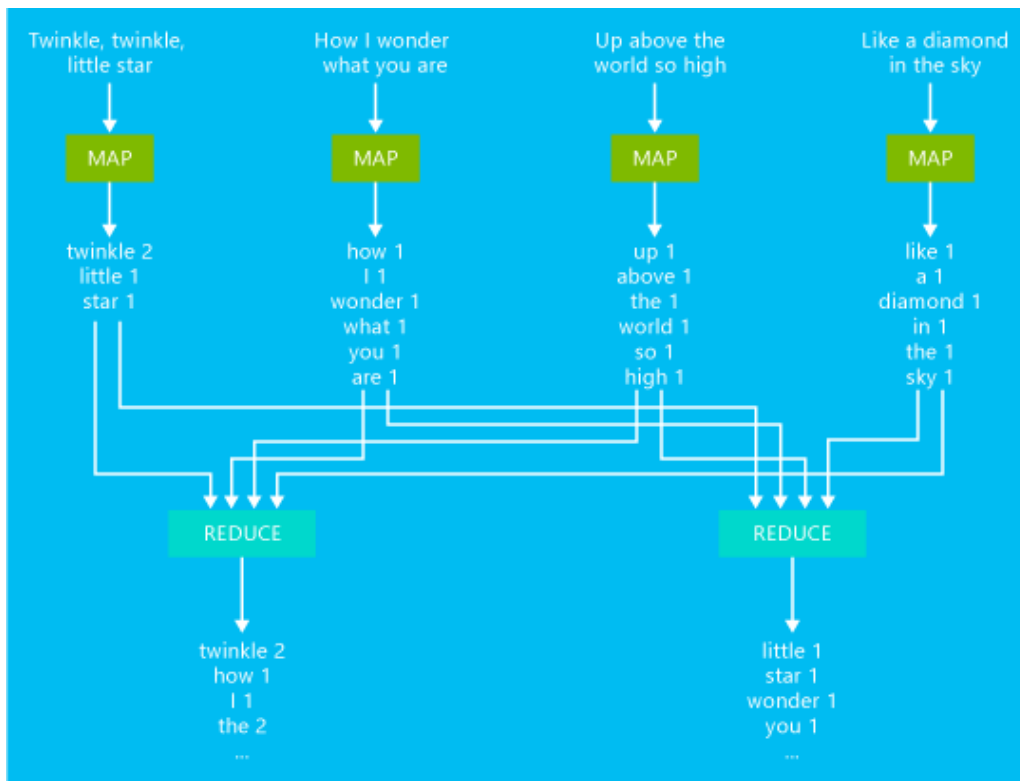 Twinkle, twinkle,
little star
How I wonder
what you are
Up above the
world so high
Like a diamond
in the sky
MAP
MAP
MAP
MAP
twinkle 2
little 1
star 1
how 1
I 1
wonder 1
what 1
you 1
are 1
up 1
above 1
the 1
world 1
so 1
high 1
like 1
a 1
diamond 1
in 1
the 1
sky 1
REDUCE
REDUCE
twinkle 2
how 1
I 1
the 2
...
little 1
star 1
wonder 1
you 1
...